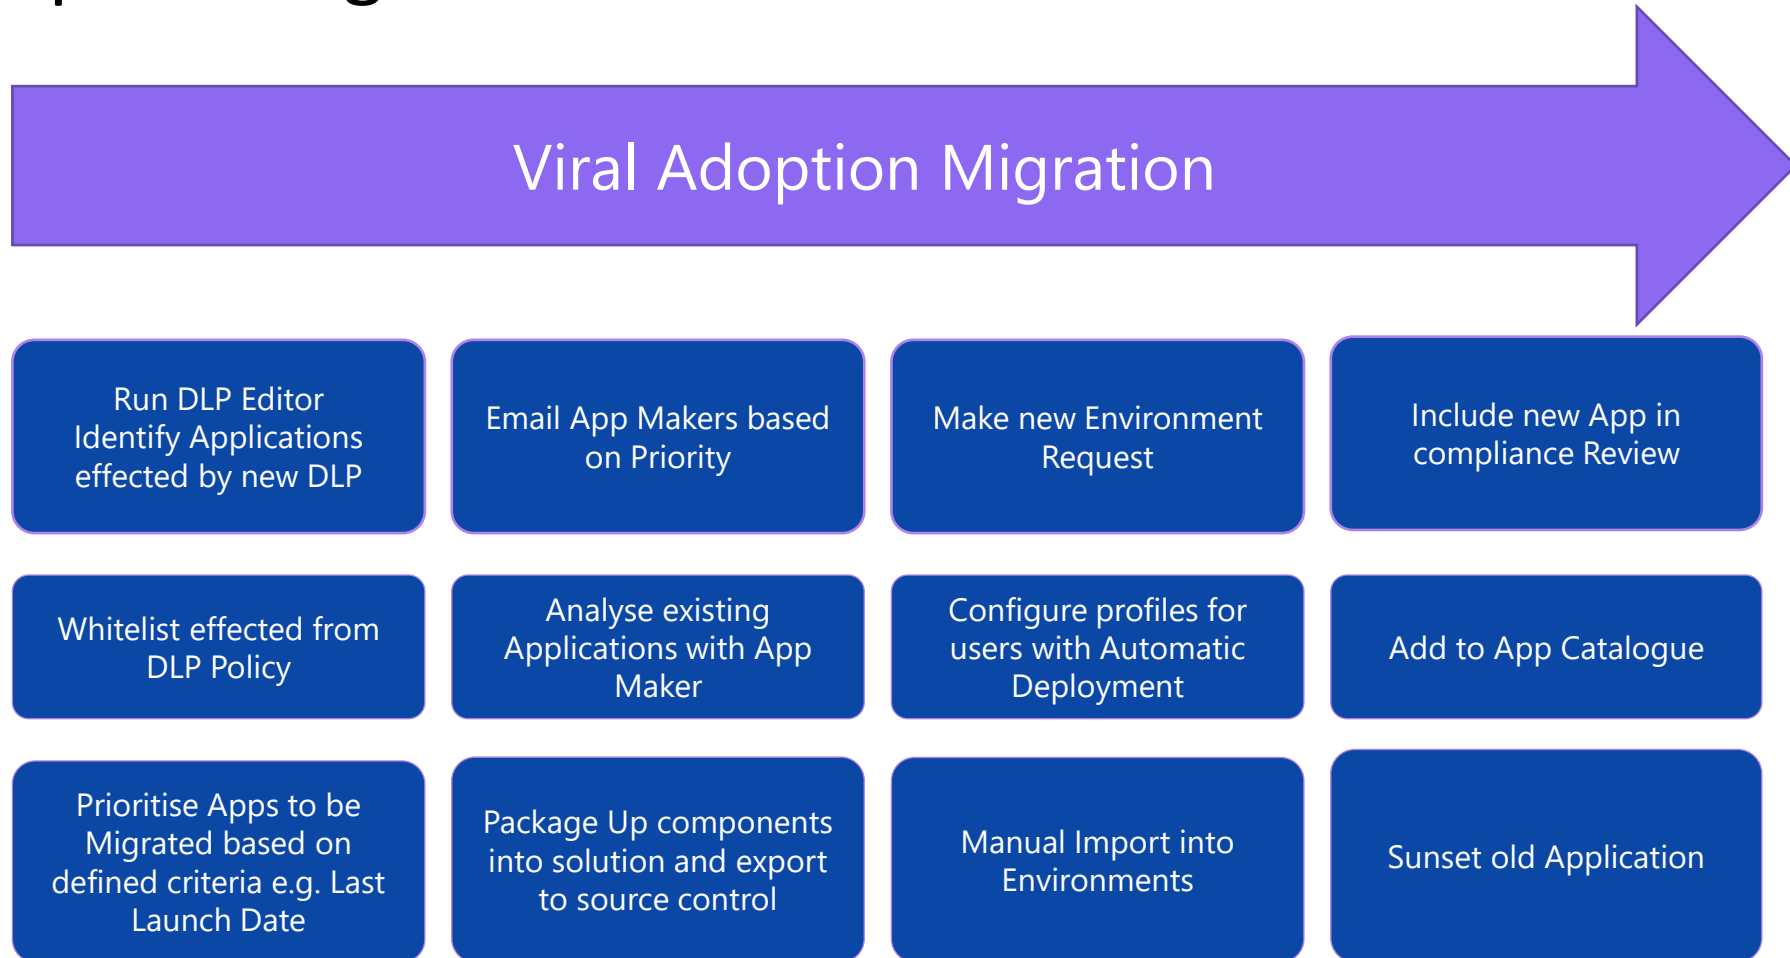 Viral Adoption Migration
Run DLP Editor
Identify Applications
effected by new DLP
Email App Makers based
on Priority
Make new Environment
Request
Include new App in
compliance Review
Whitelist effected from
DLP Policy
Analyse existing
Applications with App
Maker
Configure profiles for
users with Automatic
Deployment
Add to App Catalogue
Prioritise Apps to be
Migrated based on
defined criteria e.g. Last
Launch Date
Package Up components
into solution and export
to source control
Manual Import into
Environments
Sunset old Application